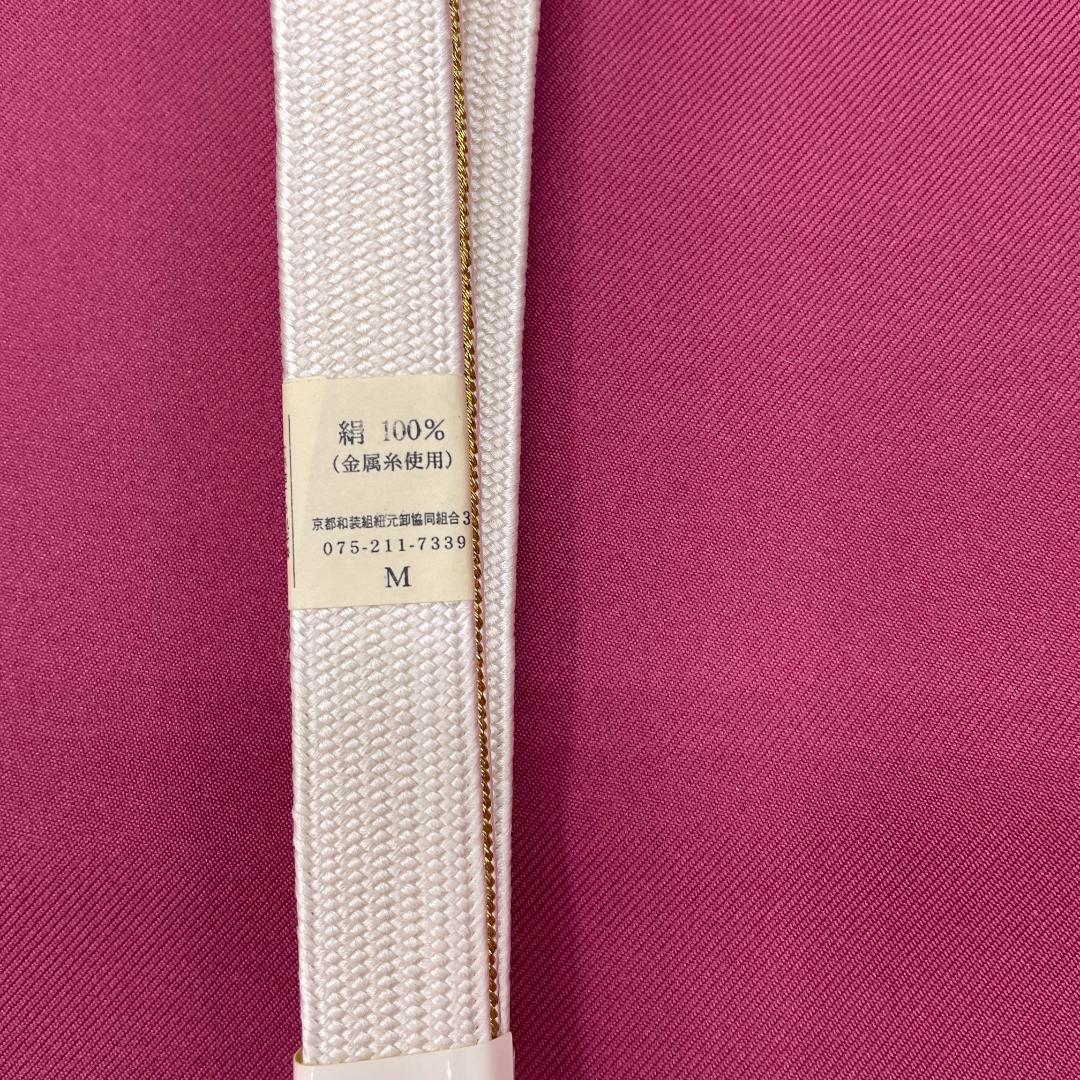 絹 100%
(金属糸使用)
京都和装組紐元卸協同組合3
075-211-7339
M